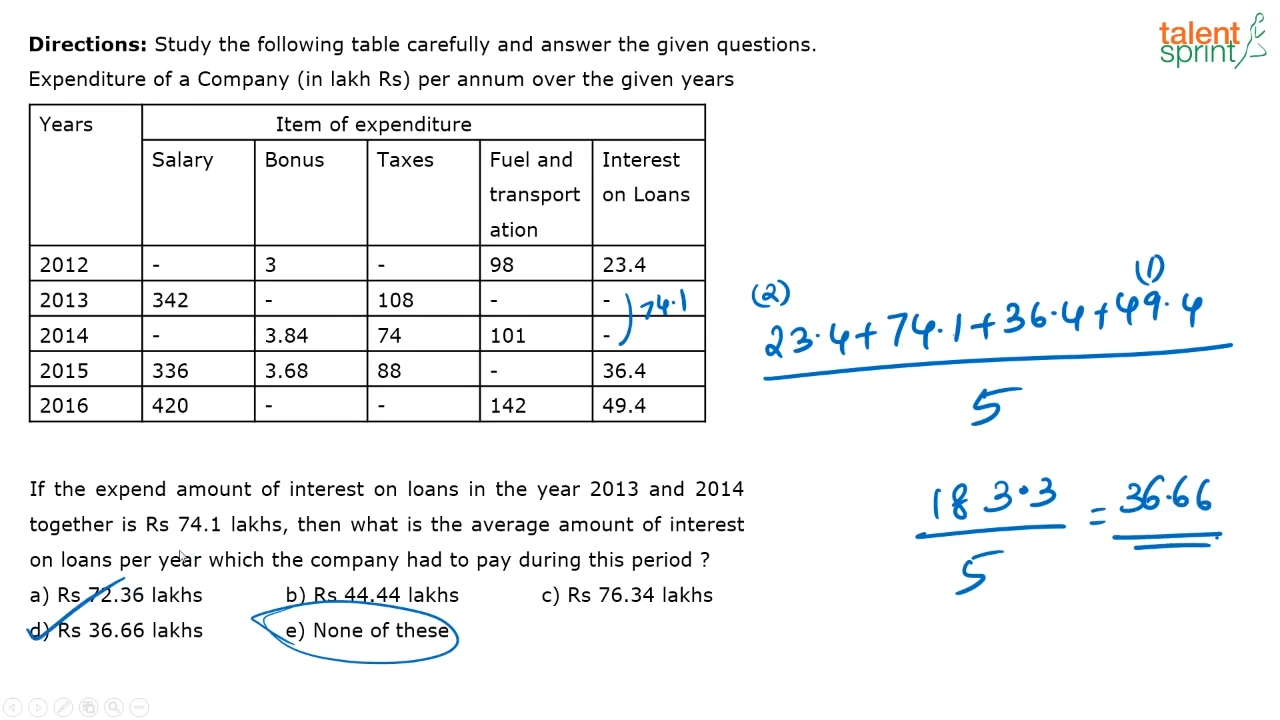 talent
sprint
Directions: Study the following table carefully and answer the given questions.
Expenditure of a Company (in lakh Rs) per annum over the given years
Years Item of expenditure
Salary Bonus Taxes Fuel and transport ation Interest on Loans
2012 - 3 - 98 23.4
2013 342 - 108 - -
2014 - 3.84 74 101 -
74.1
2015 336 3.68 88 - 36.4
2016 420 - - 142 49.4
(2) (1)
23.4+74.1+36.4+49.4
5
183.3
5
= 36.66
If the expend amount of interest on loans in the year 2013 and 2014
together is Rs 74.1 lakhs, then what is the average amount of interest
on loans per year which the company had to pay during this period ?
a) Rs 72.36 lakhs b) Rs 44.44 lakhs c) Rs 76.34 lakhs
d) Rs 36.66 lakhs e) None of these